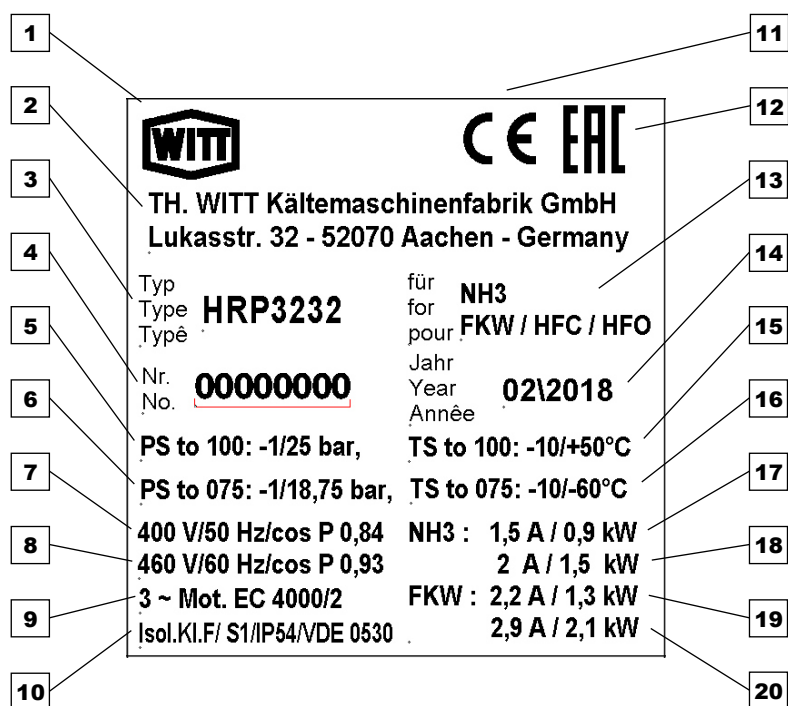 1
11
2
12
3
13
4
14
5
15
6
16
7
17
8
18
9
19
10
20
WITT
CE EAC
TH. WITT Kältemaschinenfabrik GmbH
Lukasstr. 32 - 52070 Aachen - Germany
Typ
Type
Typê
HRP3232
für
for
pour
NH3
FKW / HFC / HFO
Nr.
No.
00000000
Jahr
Year
Annêe
02\2018
PS to 100: -1/25 bar,
TS to 100: -10/+50°C
PS to 075: -1/18,75 bar,
TS to 075: -10/-60°C
400 V/50 Hz/cos P 0,84
NH3 : 1,5 A / 0,9 kW
460 V/60 Hz/cos P 0,93
2 A / 1,5 kW
3 ~ Mot. EC 4000/2
FKW : 2,2 A / 1,3 kW
Isol.Kl.F/ S1/IP54/VDE 0530
2,9 A / 2,1 kW